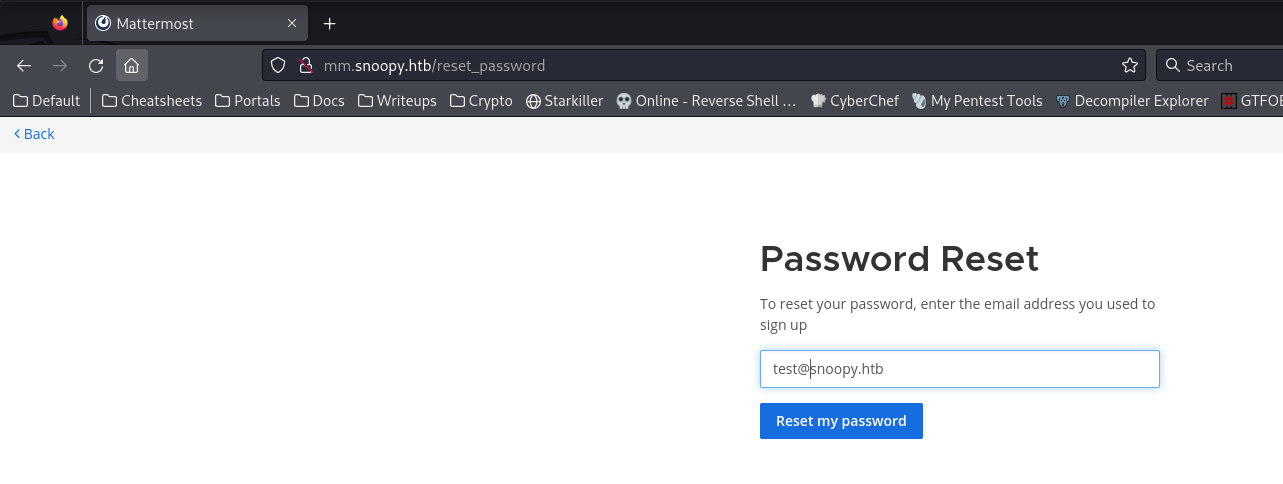 Mattermost
mm.snoopy.htb/reset_password
Search
Default Cheatsheets Portals Docs Writeups Crypto Starkiller Online - Reverse Shell ... CyberChef My Pentest Tools Decompiler Explorer GTFOB
Back
Password Reset
To reset your password, enter the email address you used to
sign up
test@snoopy.htb
Reset my password